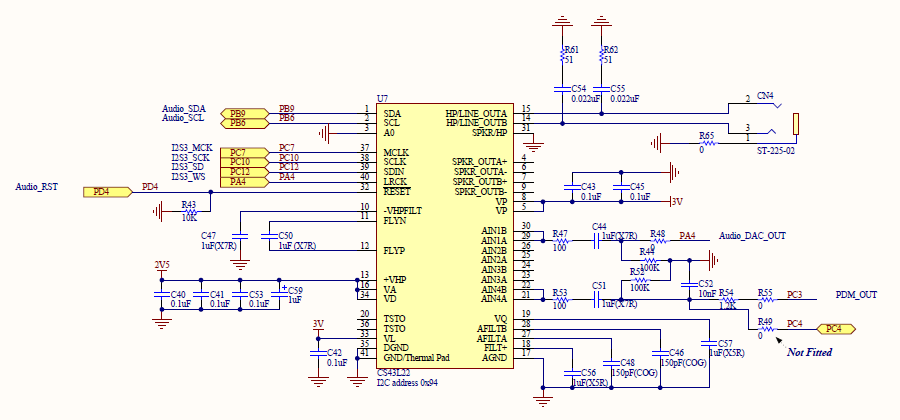 R61
51
R62
51
C54
0.022uF
C55
0.022uF
CN4
2
3
1
ST-225-02
R65
0
U7
Audio_SDA
PB9
PB9
1
SDA
Audio_SCL
PB6
PB6
2
SCL
3
A0
I2S3_MCK
PC7
PC7
37
MCLK
I2S3_SCK
PC10
PC10
38
SCLK
I2S3_SD
PC12
PC12
39
SDIN
I2S3_WS
PA4
PA4
40
LRCK
Audio_RST
PD4
PD4
32
RESET
R43
10K
10
-VHPFILT
11
FLYN
C47
1uF(X7R)
C50
1uF (X7R)
12
FLYP
2V5
13
+VHP
16
VA
34
VD
C40
0.1uF
C41
0.1uF
C53
0.1uF
+
C59
1uF
20
TSTO
36
TSTO
3V
33
VL
35
DGND
41
GND/Thermal Pad
C42
0.1uF
CS43L22
I2C address 0x94
HP/LINE_OUTA
15
HP/LINE_OUTB
14
SPKR/HP
31
SPKR_OUTA+
4
SPKR_OUTA-
6
SPKR_OUTB+
7
SPKR_OUTB-
9
VP
8
VP
5
C43
0.1uF
C45
0.1uF
3V
AIN1B
30
AIN1A
29
AIN2B
26
AIN2A
25
AIN3B
24
AIN3A
23
AIN4B
22
AIN4A
21
R47
100
C44
1uF(X7R)
R48
0
PA4
Audio_DAC_OUT
R44
100K
R52
100K
R53
100
C51
1uF(X7R)
C52
10nF
R54
1.2K
R55
0
PC3
PDM_OUT
R49
0
PC4
PC4
Not Fitted
VQ
19
AFILTB
28
AFILTA
27
FILT+
18
AGND
17
C56
1uF(X5R)
C48
150pF(COG)
C46
150pF(COG)
C57
1uF(X5R)